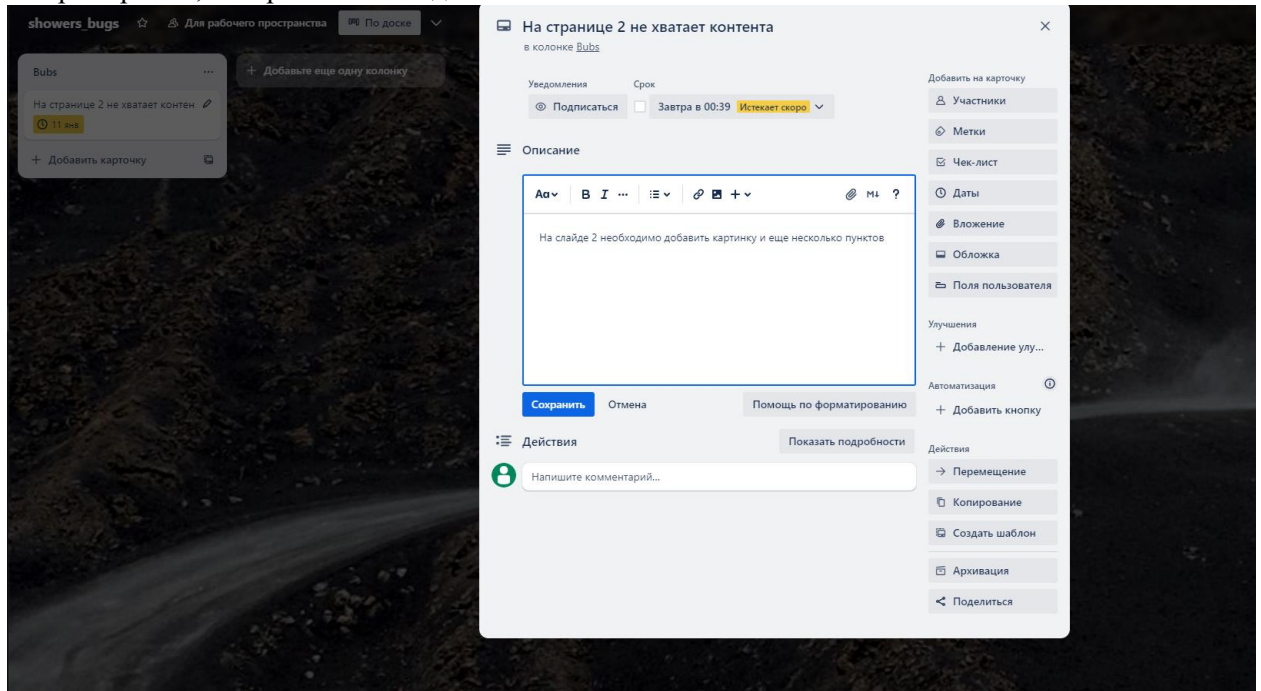 showers_bugs Для рабочего пространства По доске
Bubs
+ Добавьте еще одну колонку
На странице 2 не хватает контен
11 янв
+ Добавить карточку
На странице 2 не хватает контента
в колонке Bubs
Уведомления Срок
Подписаться Завтра в 00:39 Истекает скоро
Описание
Aa B I ... M↓ ?
На слайде 2 необходимо добавить картинку и еще несколько пунктов
Сохранить Отмена Помощь по форматированию
Действия Показать подробности
Напишите комментарий...
Добавить на карточку
Участники
Метки
Чек-лист
Даты
Вложение
Обложка
Поля пользователя
Улучшения
+ Добавление улу...
Автоматизация
+ Добавить кнопку
Действия
Перемещение
Копирование
Создать шаблон
Архивация
Поделиться